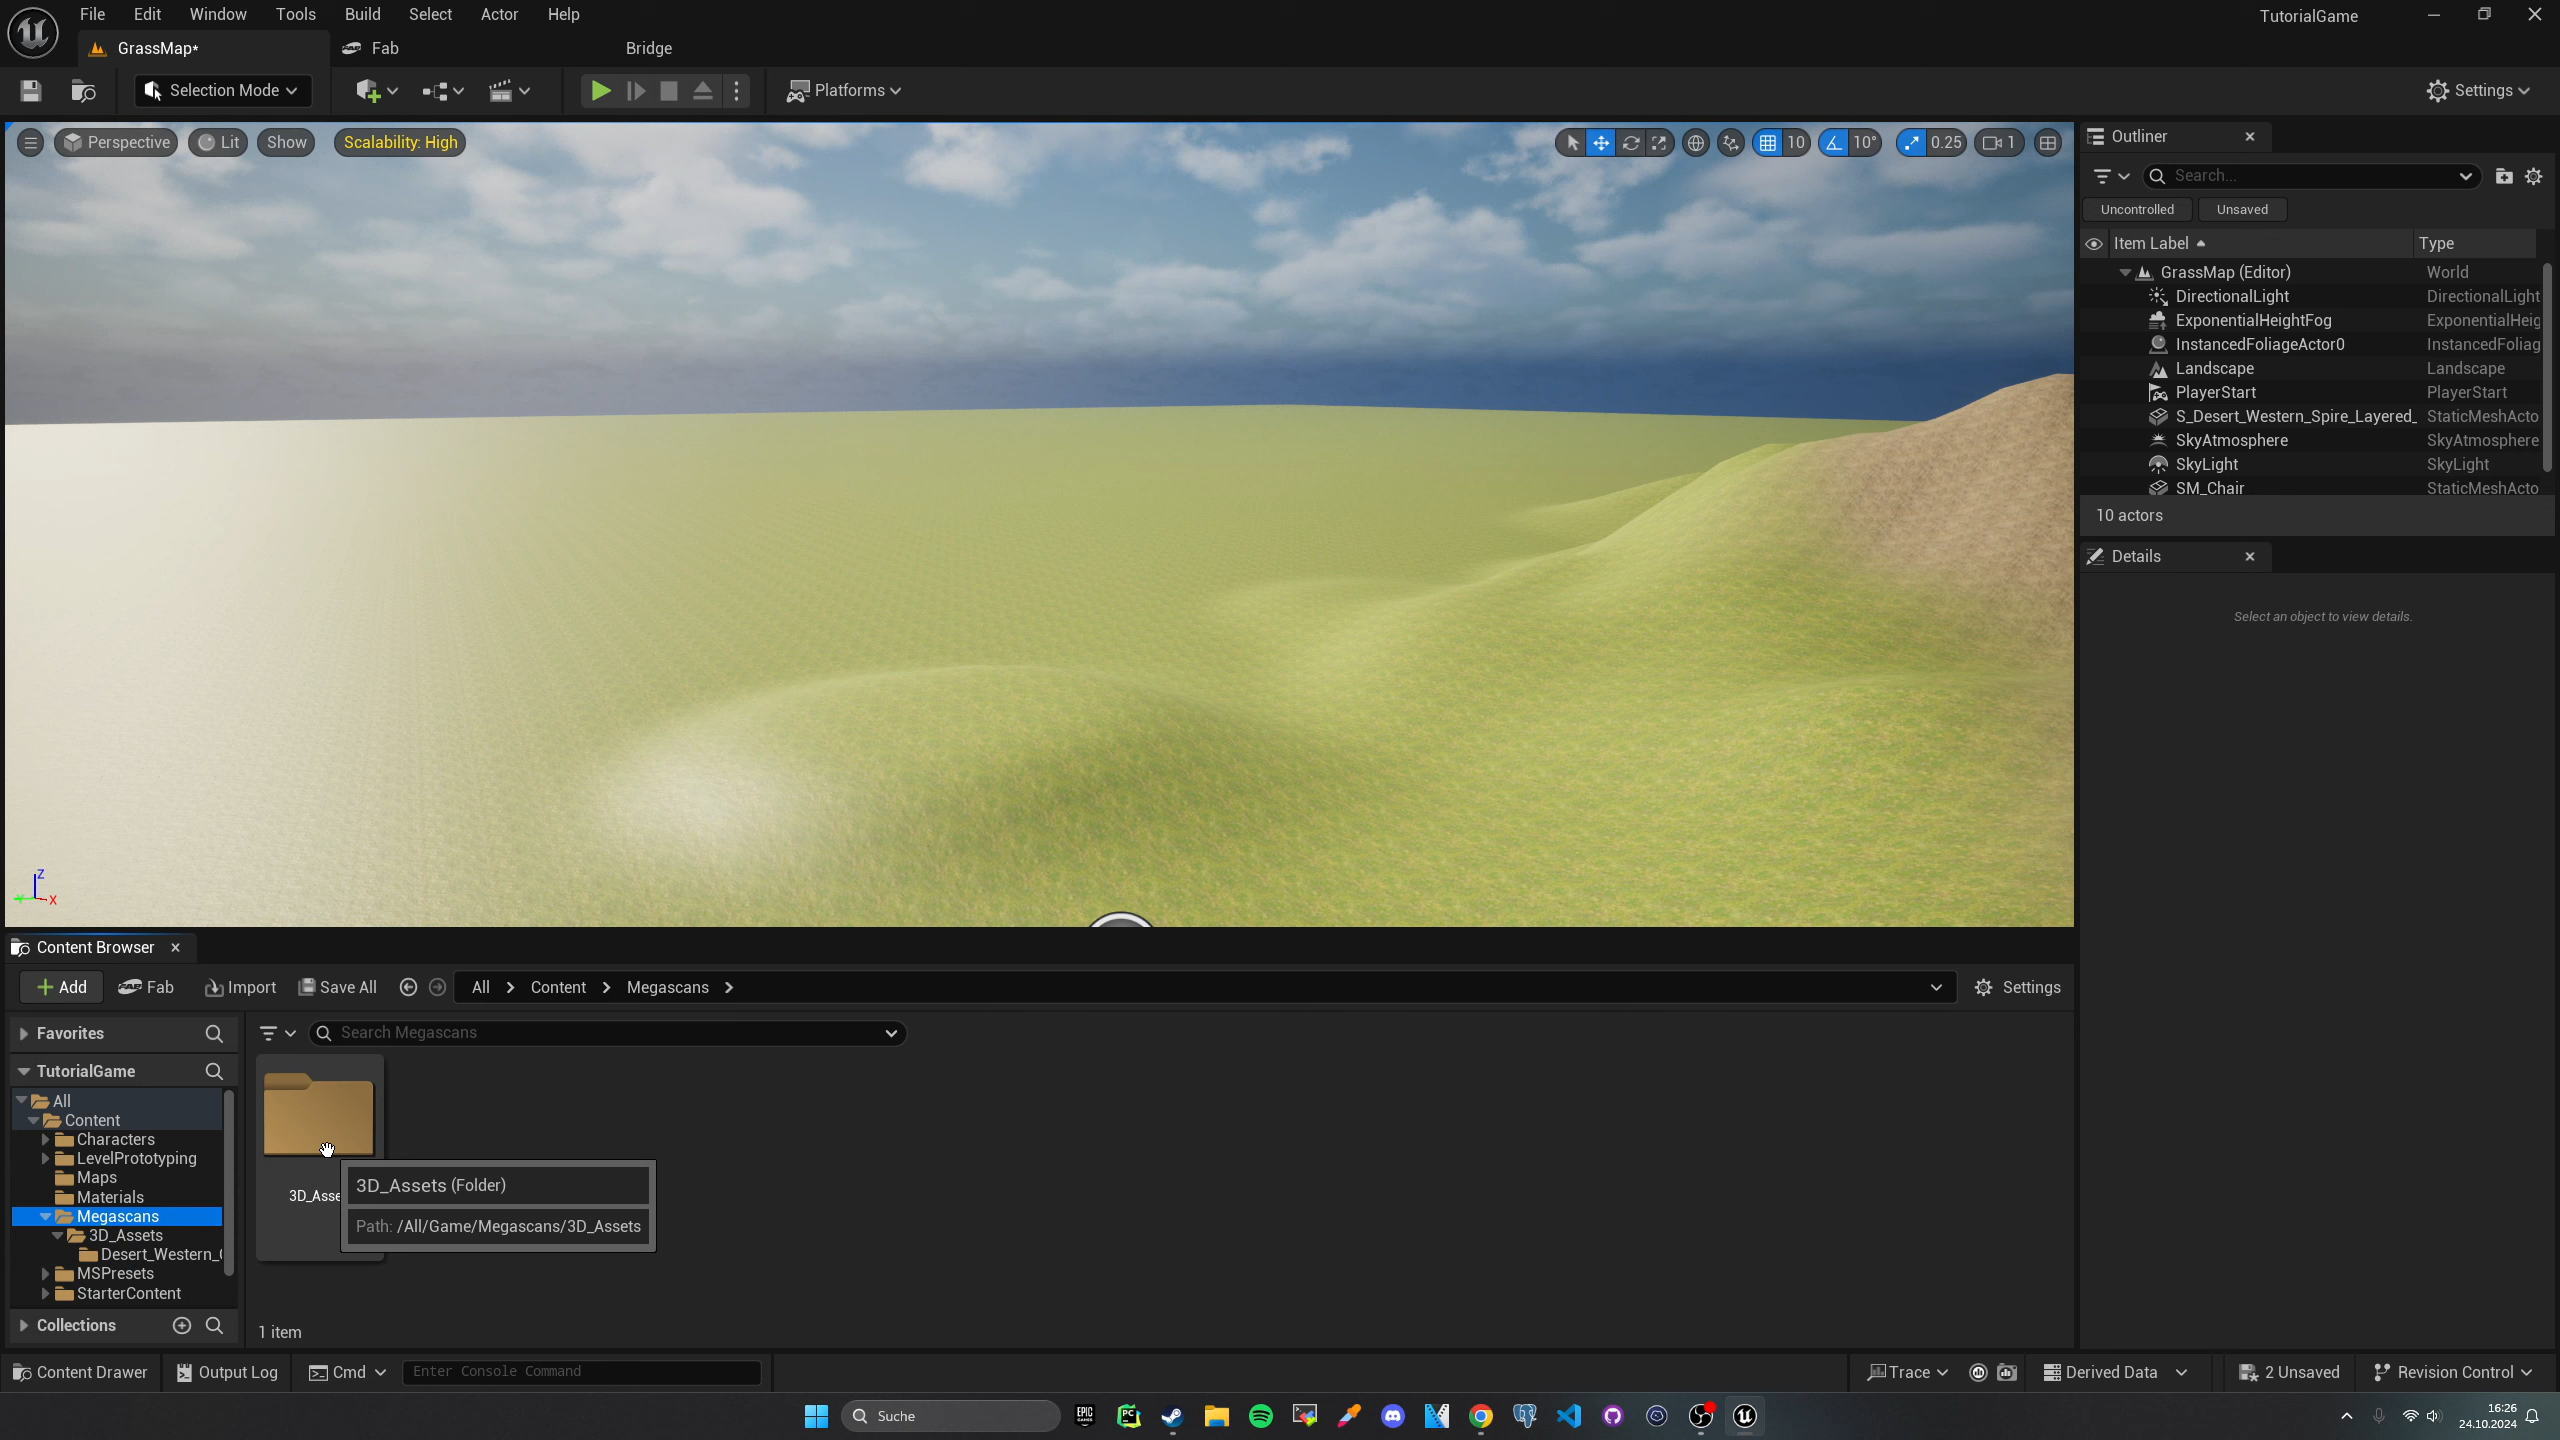 File Edit Window Tools Build Select Actor Help
TutorialGame
GrassMap*
Fab
Bridge
Selection Mode
Platforms
Settings
Perspective
Lit
Show
Scalability: High
10
10°
0.25
1
Outliner
Search...
Uncontrolled
Unsaved
Item Label
Type
GrassMap (Editor) World
DirectionalLight DirectionalLight
ExponentialHeightFog ExponentialHeig
InstancedFoliageActor0 InstancedFoliag
Landscape Landscape
PlayerStart PlayerStart
S_Desert_Western_Spire_Layered_ StaticMeshActo
SkyAtmosphere SkyAtmosphere
SkyLight SkyLight
SM_Chair StaticMeshActo
10 actors
Details
Select an object to view details.
Z
X
Content Browser
Add
Fab
Import
Save All
All > Content > Megascans >
Settings
Favorites
TutorialGame
All
Content
Characters
LevelPrototyping
Maps
Materials
Megascans
3D_Assets
Desert_Western_
MSPresets
StarterContent
Collections
Search Megascans
3D_Asse
3D_Assets (Folder)
Path: /All/Game/Megascans/3D_Assets
1 item
Content Drawer
Output Log
Cmd
Enter Console Command
Trace
Derived Data
2 Unsaved
Revision Control
Suche
EPIC GAMES
PC
16:26
24.10.2024